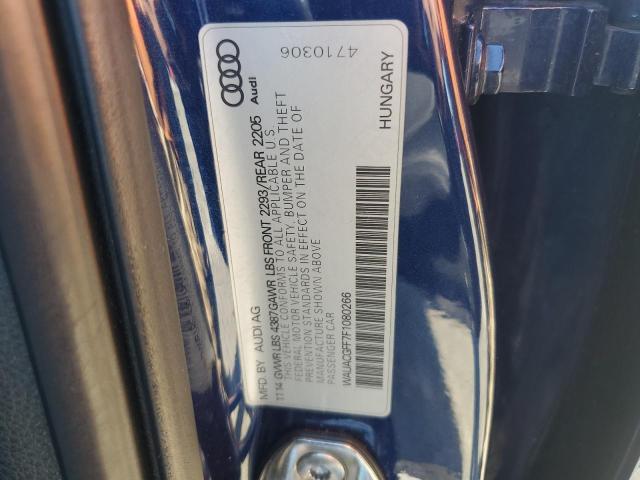 MFD. BY AUDI AG
11.14 GVWR LBS 4387 GAWR LBS FRONT 2293/REAR 2205
THIS VEHICLE CONFORMS TO ALL APPLICABLE U.S.
FEDERAL MOTOR VEHICLE SAFETY, BUMPER AND THEFT
PREVENTION STANDARDS IN EFFECT ON THE DATE OF
MANUFACTURE SHOWN ABOVE
PASSENGER CAR
WAUACGFF7F1080266
HUNGARY
Audi
4710306